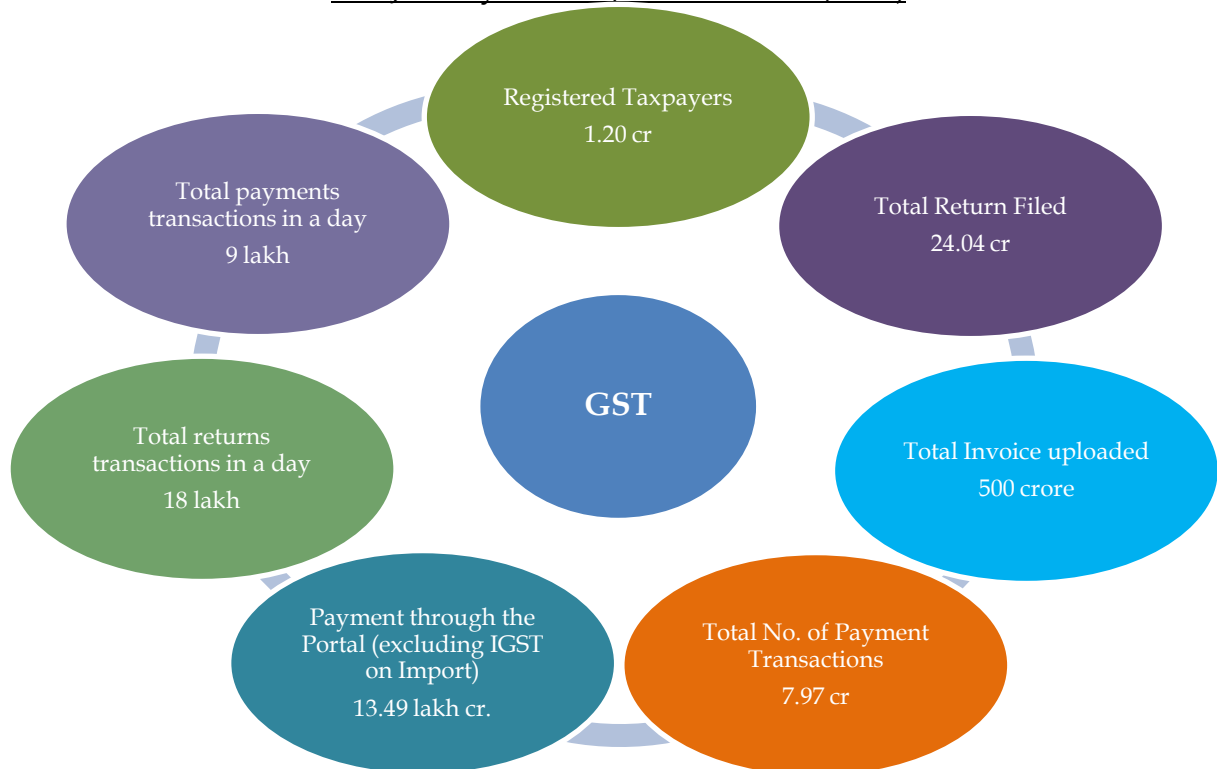 Registered Taxpayers
1.20 cr
Total Return Filed
24.04 cr
Total Invoice uploaded
500 crore
Total No. of Payment
Transactions
7.97 cr
Payment through the
Portal (excluding IGST
on Import)
13.49 lakh cr.
Total returns
transactions in a day
18 lakh
Total payments
transactions in a day
9 lakh
GST